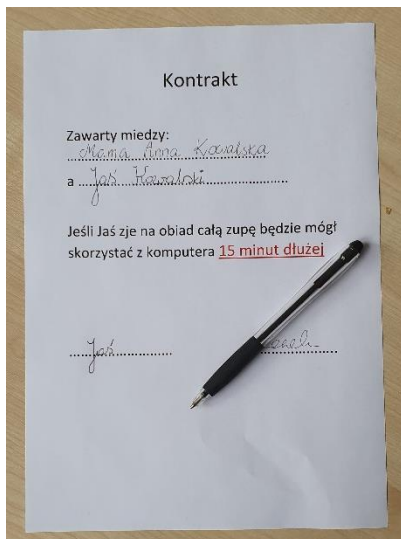 Kontrakt
Zawarty miedzy:
Mama Anna Kowalska
a Jaś Kowalski
Jeśli Jaś zje na obiad całą zupę będzie mógł
skorzystać z komputera 15 minut dłużej
Jaś